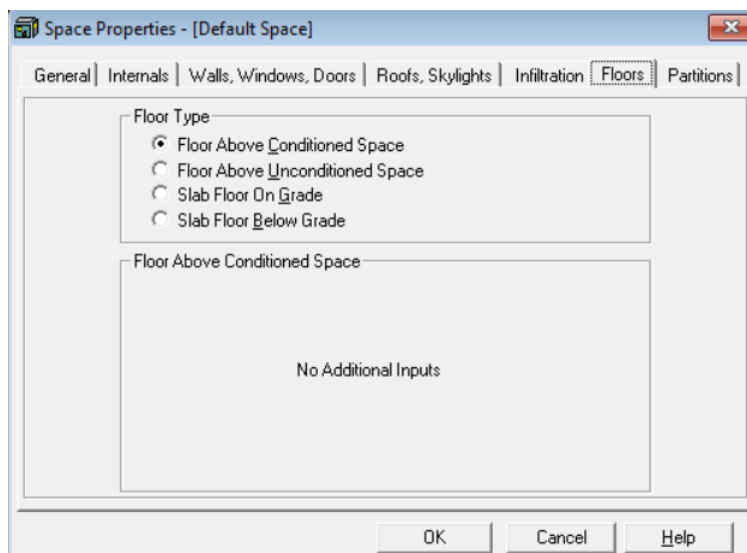 Space Properties - [Default Space]
General Internals Walls, Windows, Doors Roofs, Skylights Infiltration Floors Partitions
Floor Type
Floor Above Conditioned Space
Floor Above Unconditioned Space
Slab Floor On Grade
Slab Floor Below Grade
Floor Above Conditioned Space
No Additional Inputs
OK Cancel Help